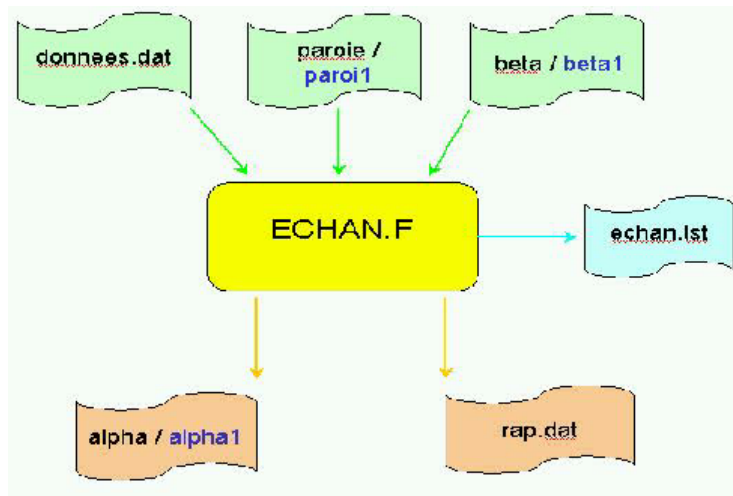 donnees.dat
paroie /
paroi1
beta / beta1
ECHAN.F
echan.lst
alpha / alpha1
rap.dat